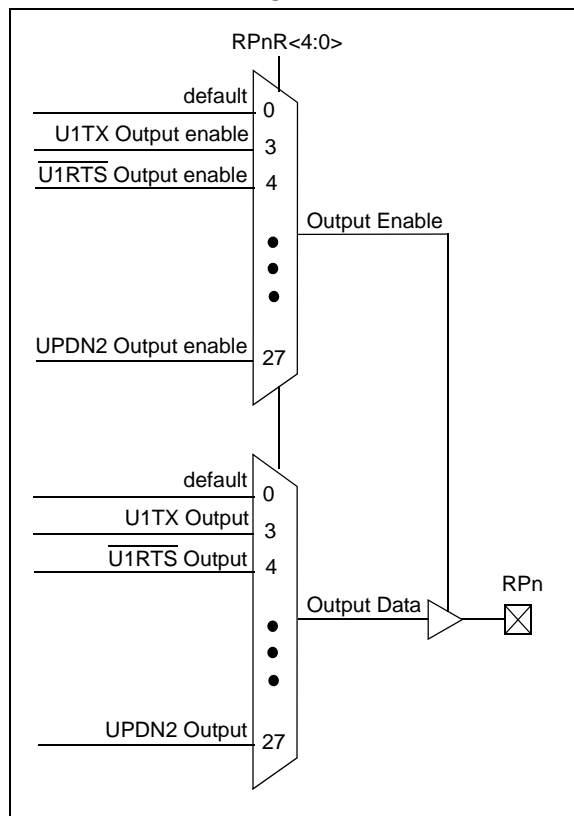 RPnR<4:0>
default
0
U1TX Output enable
3
U1RTS Output enable
4
Output Enable
UPDN2 Output enable
27
default
0
U1TX Output
3
U1RTS Output
4
RPn
Output Data
UPDN2 Output
27